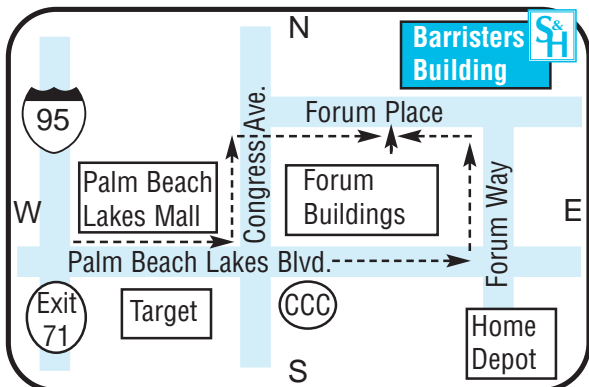 N
Barristers
Building
S&H
95
Forum Place
Congress Ave.
Palm Beach
Lakes Mall
Forum
Buildings
Forum Way
W
E
Palm Beach Lakes Blvd.
Exit
71
Target
CCC
Home
Depot
S